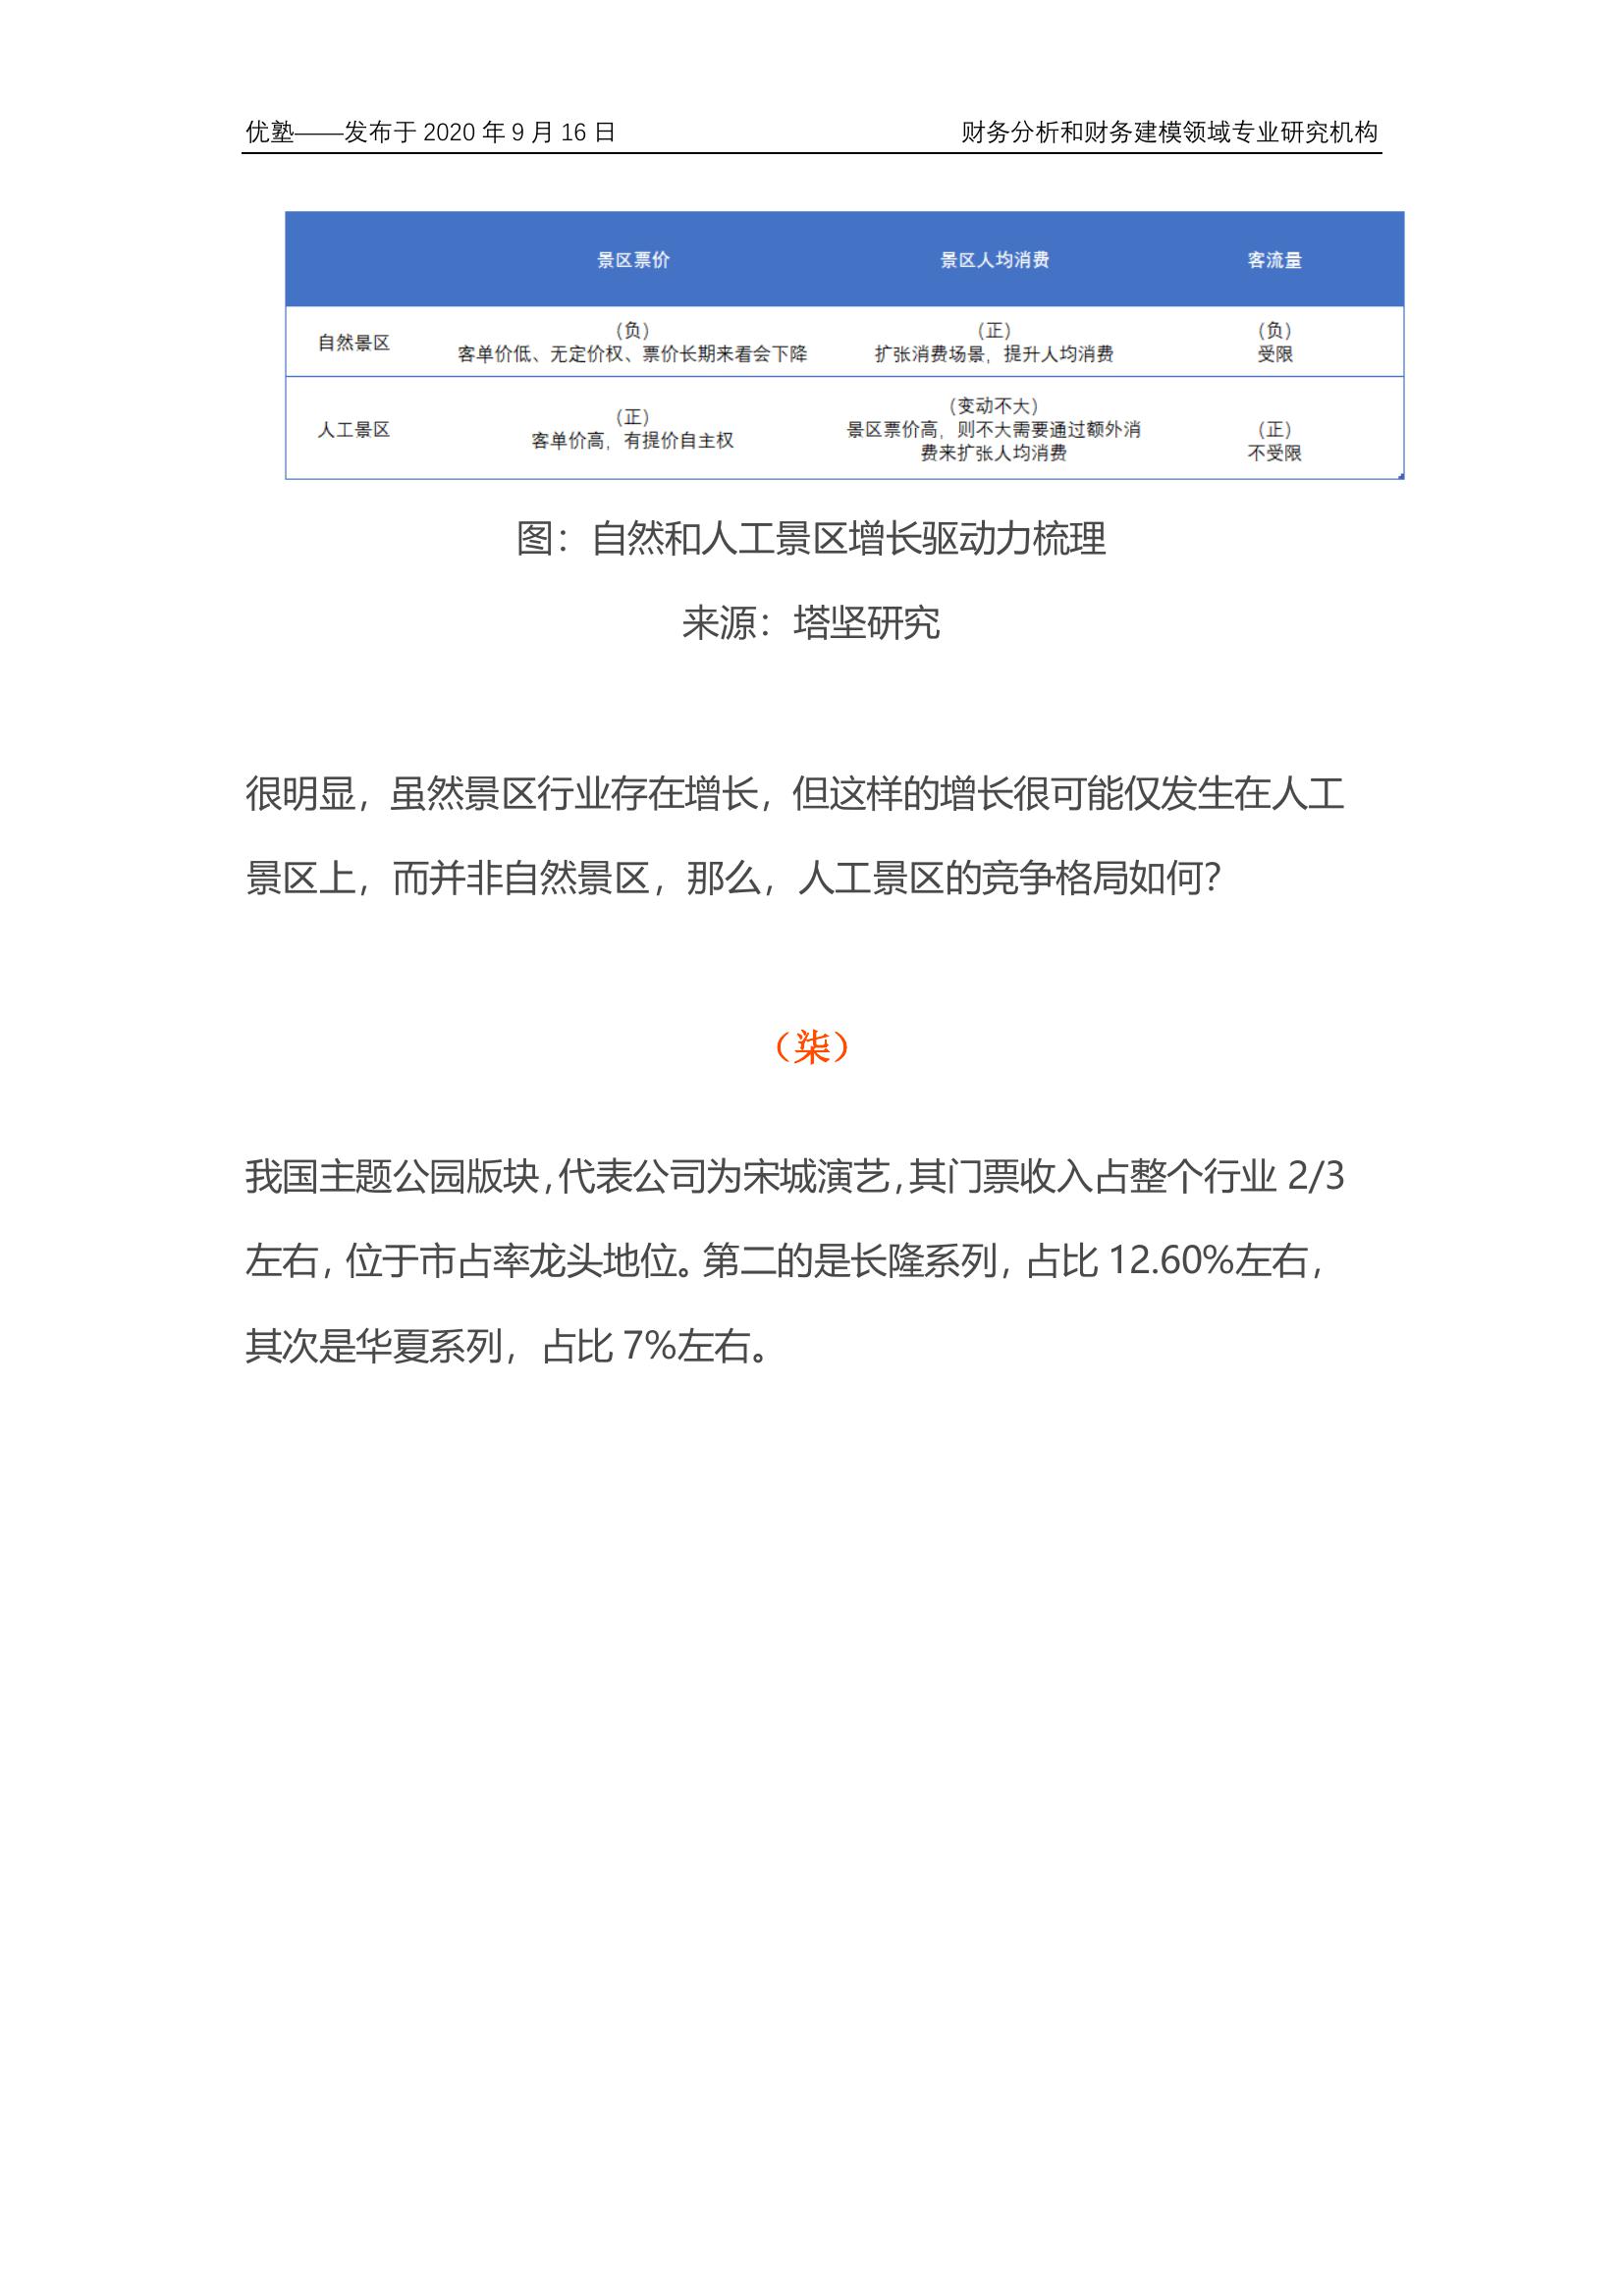 优塾——发布于 2020 年 9 月 16 日 财务分析和财务建模领域专业研究机构
景区票价 景区人均消费 客流量
自然景区
（负）
客单价低、无定价权、票价长期来看会下降
（正）
扩张消费场景，提升人均消费
（负）
受限
人工景区
（正）
客单价高，有提价自主权
（变动不大）
景区票价高，则不大需要通过额外消
费来扩张人均消费
（正）
不受限
图：自然和人工景区增长驱动力梳理
来源：塔坚研究
很明显，虽然景区行业存在增长，但这样的增长很可能仅发生在人工
景区上，而并非自然景区，那么，人工景区的竞争格局如何？
（柒）
我国主题公园版块，代表公司为宋城演艺，其门票收入占整个行业 2/3
左右，位于市占率龙头地位。第二的是长隆系列，占比 12.60%左右，
其次是华夏系列，占比 7%左右。